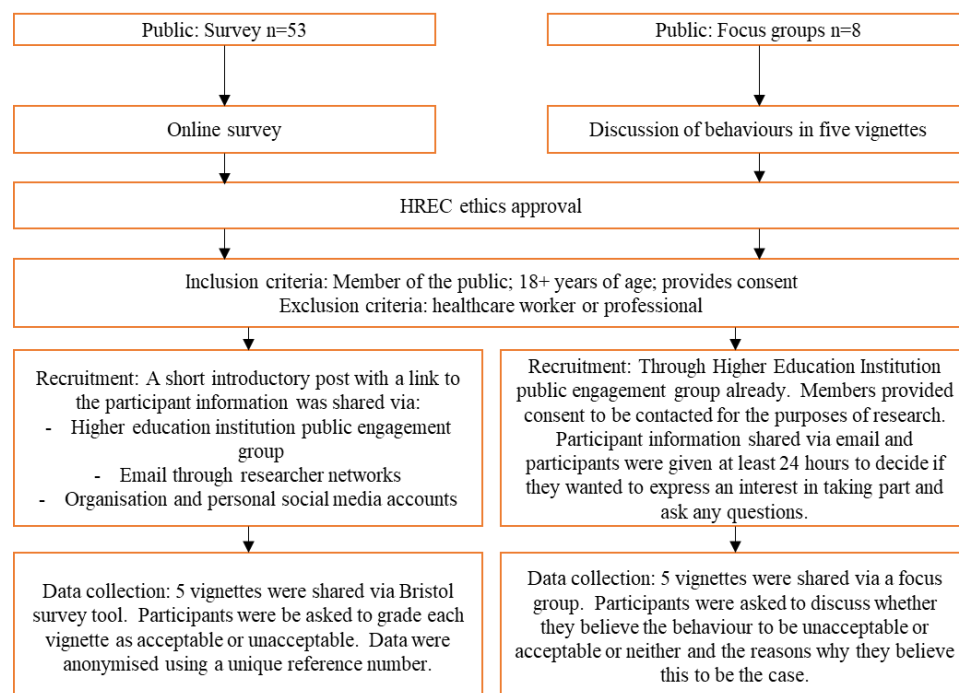 Public: Survey n=53
Public: Focus groups n=8
Online survey
Discussion of behaviours in five vignettes
HREC ethics approval
Inclusion criteria: Member of the public; 18+ years of age; provides consent
Exclusion criteria: healthcare worker or professional
Recruitment: A short introductory post with a link to
the participant information was shared via:
- Higher education institution public engagement
group
- Email through researcher networks
- Organisation and personal social media accounts
Recruitment: Through Higher Education Institution
public engagement group already. Members provided
consent to be contacted for the purposes of research.
Participant information shared via email and
participants were given at least 24 hours to decide if
they wanted to express an interest in taking part and
ask any questions.
Data collection: 5 vignettes were shared via Bristol
survey tool. Participants were be asked to grade each
vignette as acceptable or unacceptable. Data were
anonymised using a unique reference number.
Data collection: 5 vignettes were shared via a focus
group. Participants were asked to discuss whether
they believe the behaviour to be unacceptable or
acceptable or neither and the reasons why they believe
this to be the case.